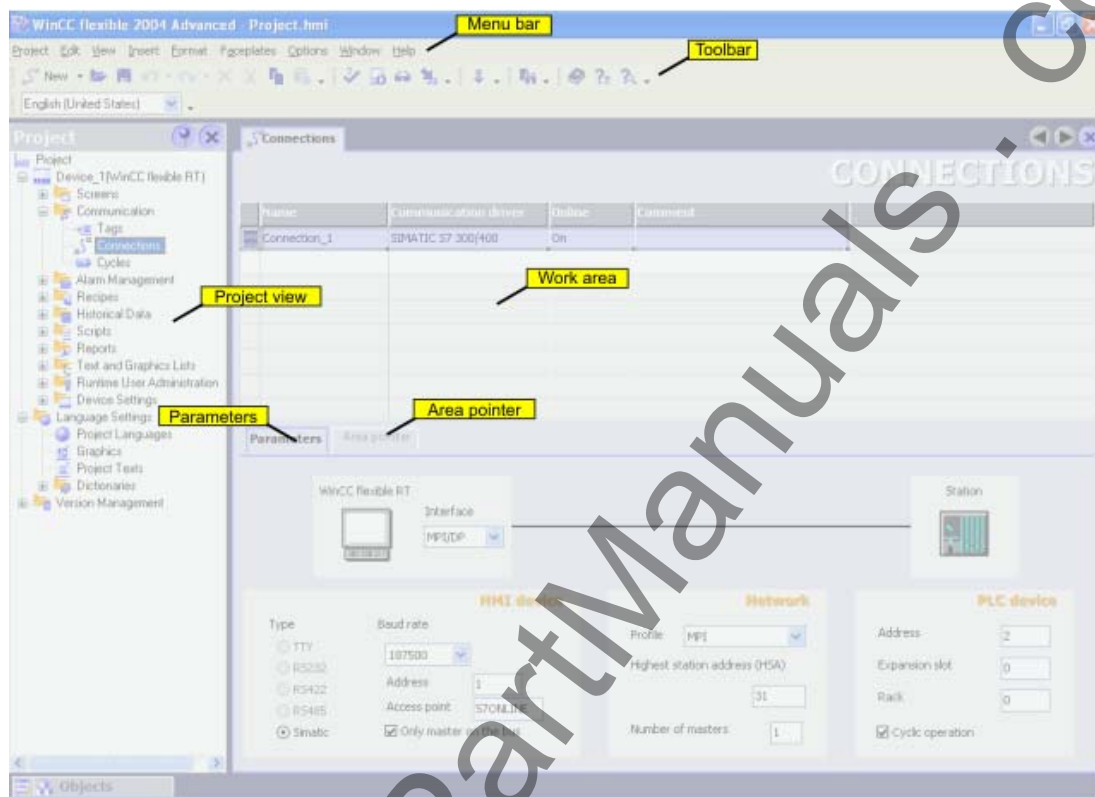 WinCC flexible 2004 Advanced - Project.hmi
Menu bar
Project Edit View Insert Format Faceplates Options Window Help
Toolbar
New
English (United States)
Project
Connections
CONNECTIONS
Project
Device_1(WinCC flexible RT)
Screens
Communication
Tags
Connections
Cycles
Alarm Management
Recipes
Historical Data
Scripts
Reports
Text and Graphics Lists
Runtime User Administration
Device Settings
Language Settings
Project Languages
Graphics
Project Texts
Dictionaries
Version Management
Project view
Name Communication driver Online Comment
Connection_1 SIMATIC S7 300/400 On
Work area
Parameters
Area pointer
Parameters Area pointer
WinCC flexible RT
Interface
MPI/DP
Station
HMI device
Type
TTY
RS232
RS422
RS485
Simatic
Baud rate
187500
Address 1
Access point S7ONLINE
Only master on the bus
Network
Profile MPI
Highest station address (HSA)
31
Number of masters 1
PLC device
Address 2
Expansion slot 0
Rack 0
Cyclic operation
Objects
PartManuals.co